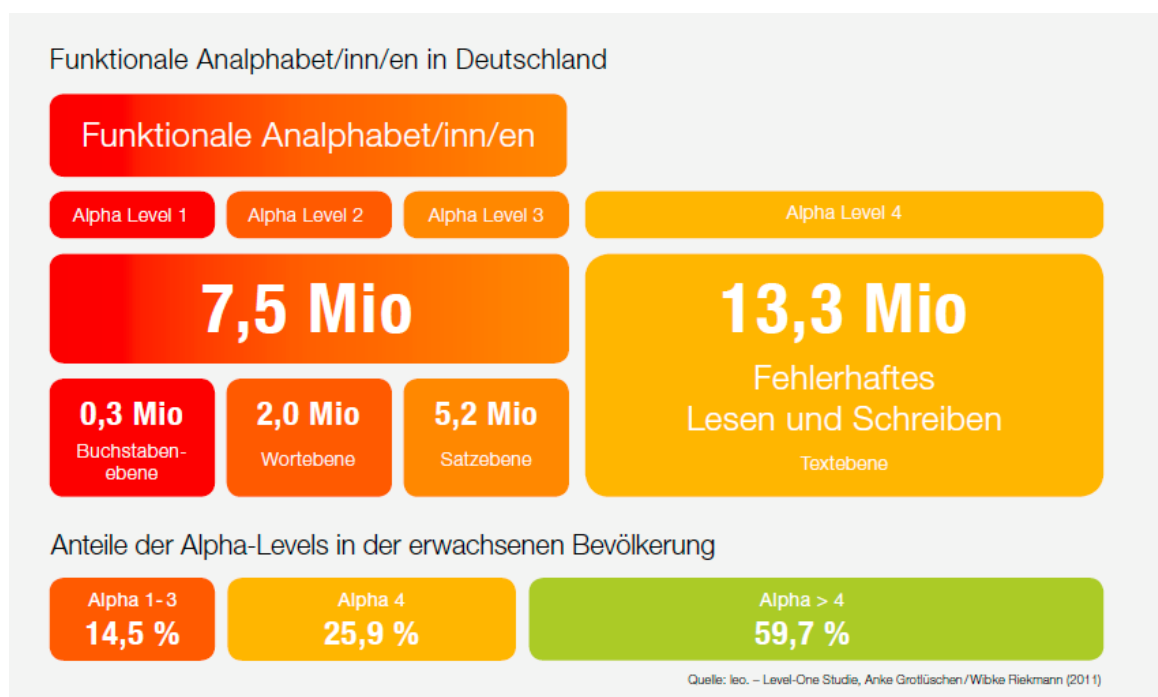 Funktionale Analphabet/inn/en in Deutschland
Funktionale Analphabet/inn/en
Alpha Level 1
Alpha Level 2
Alpha Level 3
Alpha Level 4
7,5 Mio
13,3 Mio
Fehlerhaftes
Lesen und Schreiben
Textebene
0,3 Mio
Buchstaben-
ebene
2,0 Mio
Wortebene
5,2 Mio
Satzebene
Anteile der Alpha-Levels in der erwachsenen Bevölkerung
Alpha 1-3
14,5 %
Alpha 4
25,9 %
Alpha > 4
59,7 %
Quelle: leo. – Level-One Studie, Anke Grotlüschen/Wibke Riekmann (2011)